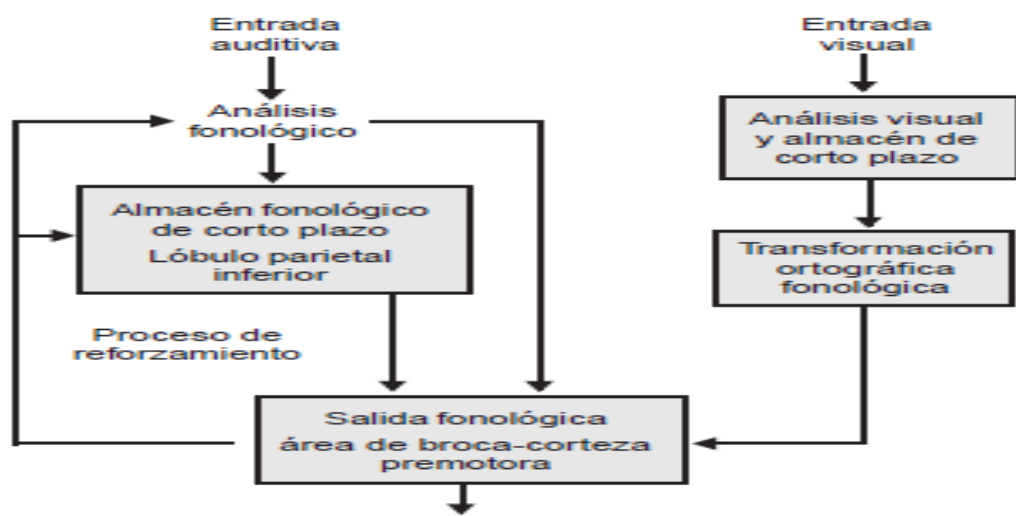 Entrada
auditiva
Análisis
fonológico
Almacén fonológico
de corto plazo
Lóbulo parietal
inferior
Proceso de
reforzamiento
Entrada
visual
Análisis visual
y almacén de
corto plazo
Transformación
ortográfica
fonológica
Salida fonológica
área de broca-corteza
premotora